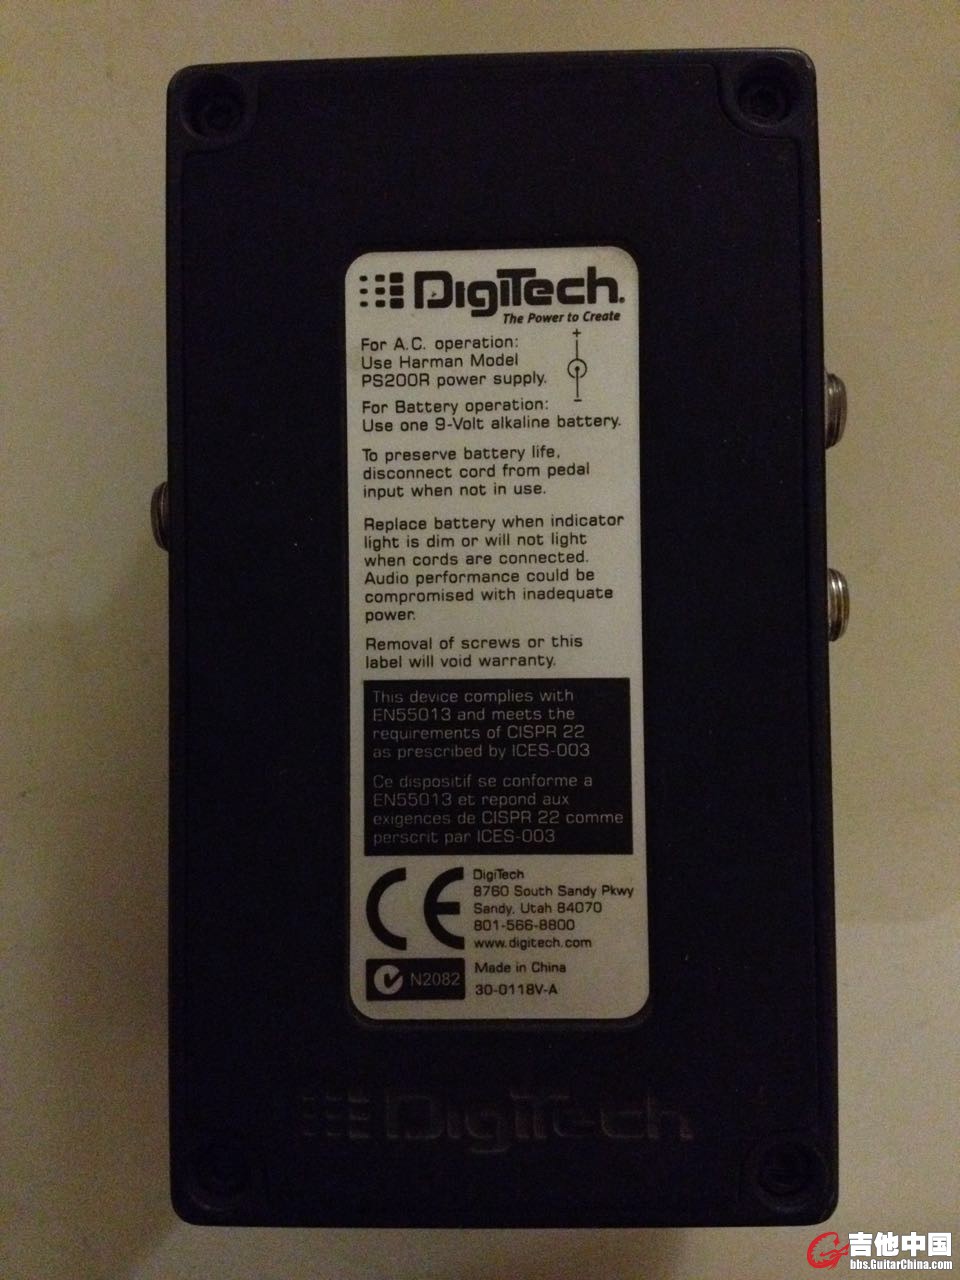 DigiTech.
The Power to Create
For A.C. operation:
Use Harman Model
PS200R power supply.
+
-
For Battery operation:
Use one 9-Volt alkaline battery.
To preserve battery life,
disconnect cord from pedal
input when not in use.
Replace battery when indicator
light is dim or will not light
when cords are connected.
Audio performance could be
compromised with inadequate
power.
Removal of screws or this
label will void warranty.
This device complies with
EN55013 and meets the
requirements of CISPR 22
as prescribed by ICES-003
Ce dispositif se conforme a
EN55013 et repond aux
exigences de CISPR 22 comme
perscrit par ICES-003
CE
DigiTech
8760 South Sandy Pkwy
Sandy, Utah 84070
801-566-8800
www.digitech.com
N2082
Made in China
30-0118V-A
DigiTech
吉他中国
bbs.GuitarChina.com